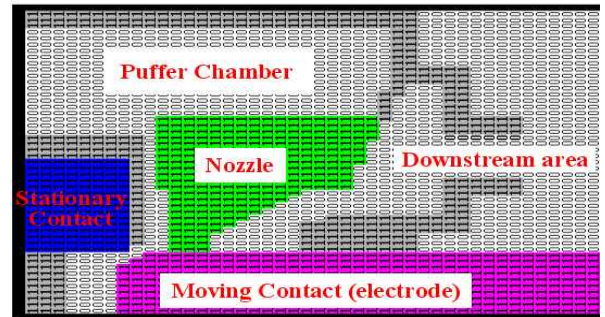 Puffer Chamber
Nozzle
Downstream area
Stationary
Contact
Moving Contact (electrode)